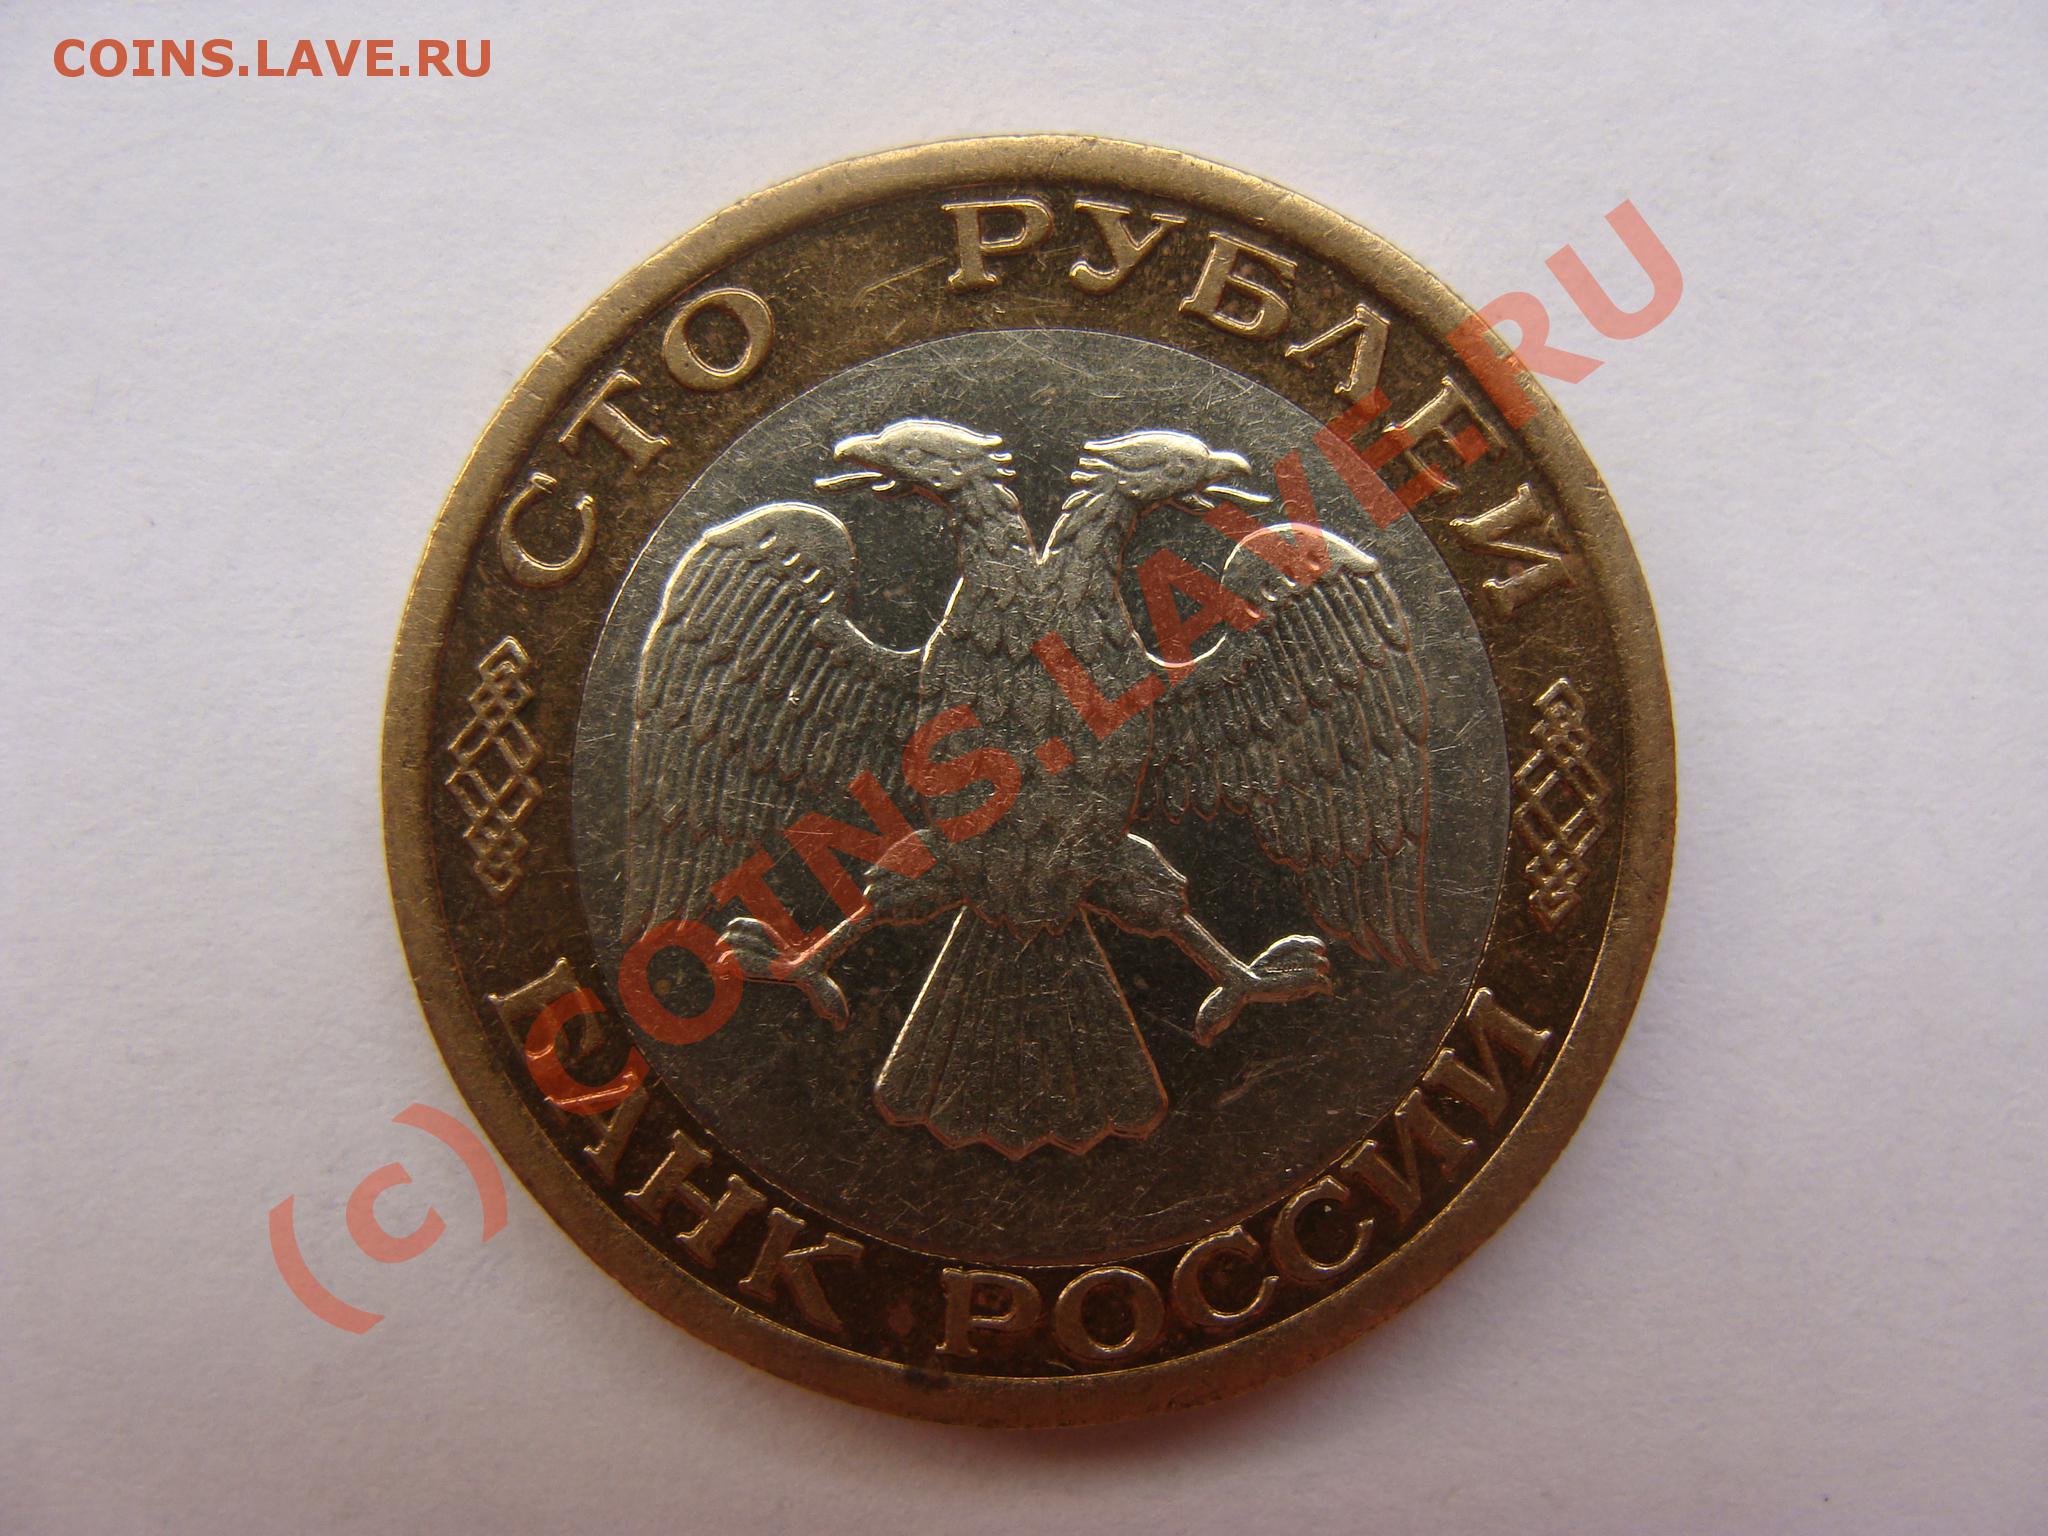 COINS.LAVE.RU
СТО РУБЛЕЙ
(c) COINS.LAVE.RU
БАНК РОССИИ